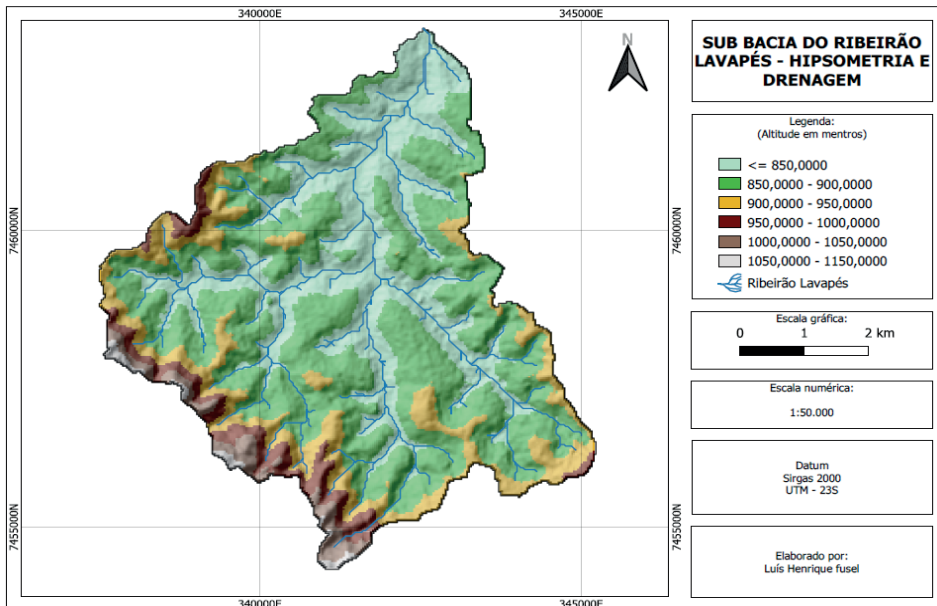 340000E
345000E
7460000N
7460000N
7455000N
7455000N
340000E
345000E
N
SUB BACIA DO RIBEIRÃO
LAVAPÉS - HIPSOMETRIA E
DRENAGEM
Legenda:
(Altitude em mentros)
<= 850,0000
850,0000 - 900,0000
900,0000 - 950,0000
950,0000 - 1000,0000
1000,0000 - 1050,0000
1050,0000 - 1150,0000
Ribeirão Lavapés
Escala gráfica:
0 1 2 km
Escala numérica:
1:50.000
Datum
Sirgas 2000
UTM - 23S
Elaborado por:
Luís Henrique fusel